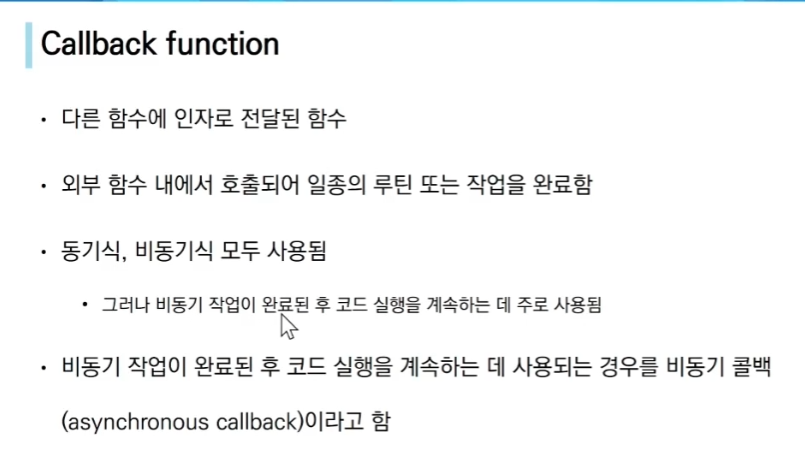 Callback function
• 다른 함수에 인자로 전달된 함수
• 외부 함수 내에서 호출되어 일종의 루틴 또는 작업을 완료함
• 동기식, 비동기식 모두 사용됨
• 그러나 비동기 작업이 완료된 후 코드 실행을 계속하는 데 주로 사용됨
• 비동기 작업이 완료된 후 코드 실행을 계속하는 데 사용되는 경우를 비동기 콜백
(asynchronous callback)이라고 함